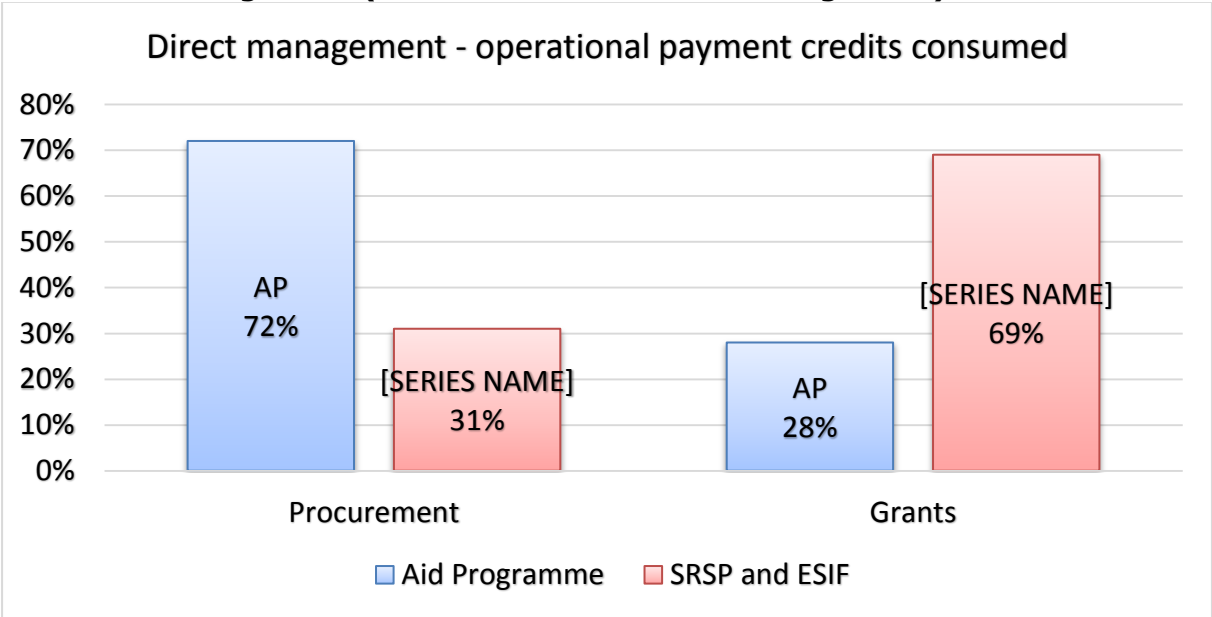 Direct management - operational payment credits consumed
80%
70%
60%
50%
40%
30%
20%
10%
0%
AP
72%
[SERIES NAME]
31%
AP
28%
[SERIES NAME]
69%
Procurement
Grants
Aid Programme
SRSP and ESIF